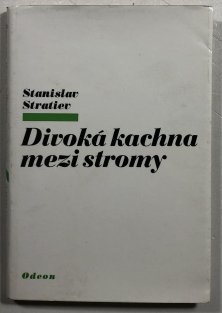 Stanislav
Stratiev
Divoká kachna
mezi stromy
Odeon